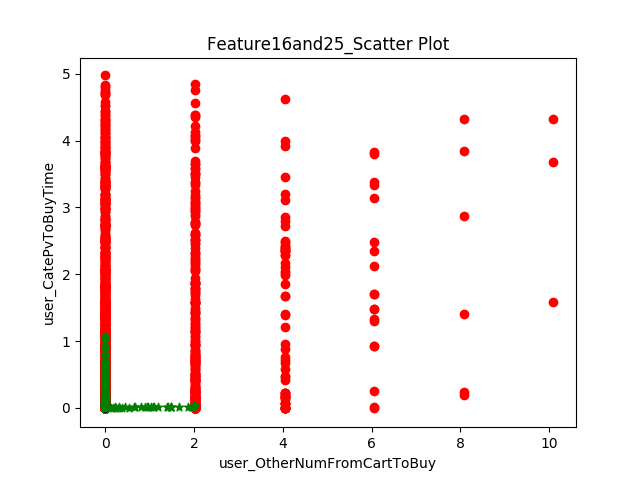 Feature16and25_Scatter Plot
user_CatePvToBuyTime
5
4
3
2
1
0
0 2 4 6 8 10
user_OtherNumFromCartToBuy